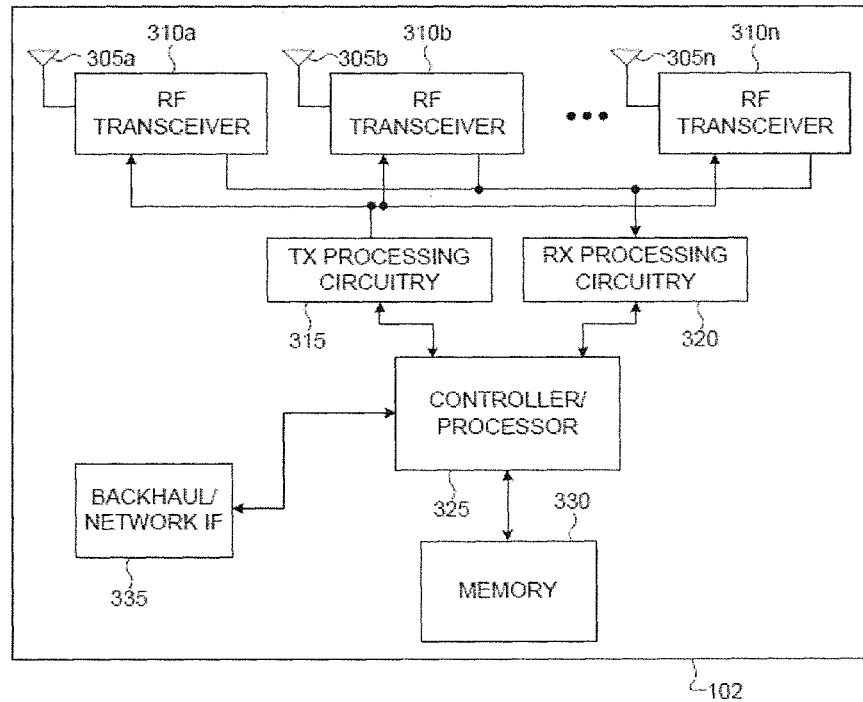 310a
310b
310n
305a
305b
305n
RF
TRANSCEIVER
RF
TRANSCEIVER
RF
TRANSCEIVER
TX PROCESSING
CIRCUITRY
RX PROCESSING
CIRCUITRY
315
320
CONTROLLER/
PROCESSOR
BACKHAUL/
NETWORK IF
325
330
335
MEMORY
102